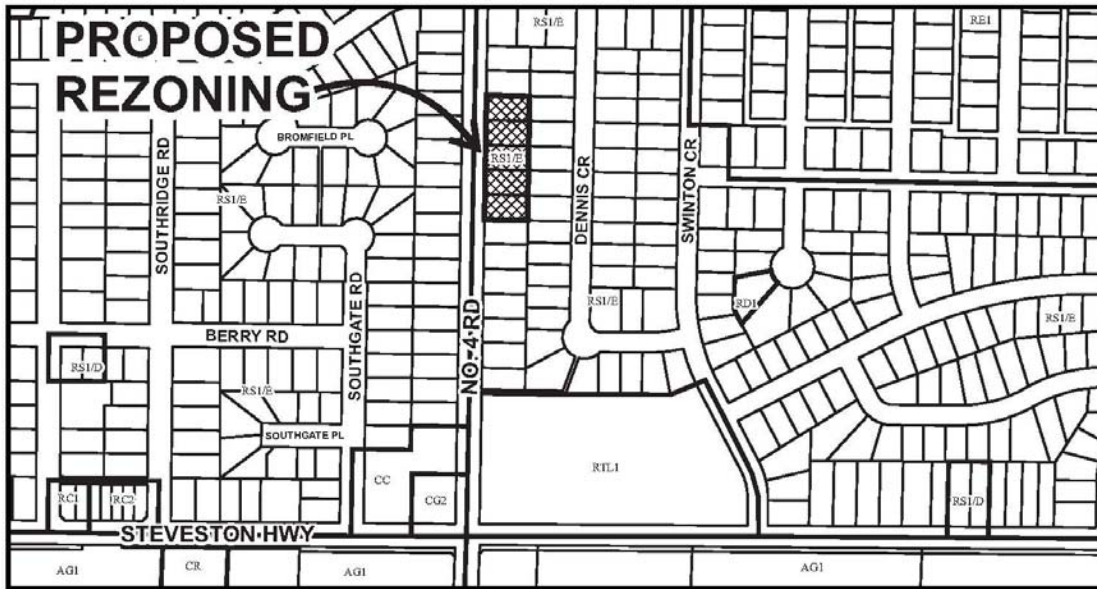 PROPOSED
REZONING
RS1/E
RE1
BROMFIELD PL
RS1/E
SOUTHRIDGE RD
RS1/E
DENNIS CR
SWINTON CR
SOUTHGATE RD
NO. 4 RD
RD1
RS1/E
RS1/E
BERRY RD
RS1/D
RS1/E
SOUTHGATE PL
CC
CG2
RTL1
RC1
RC2
RS1/D
STEVESTON HWY
AG1
CR
AG1
AG1